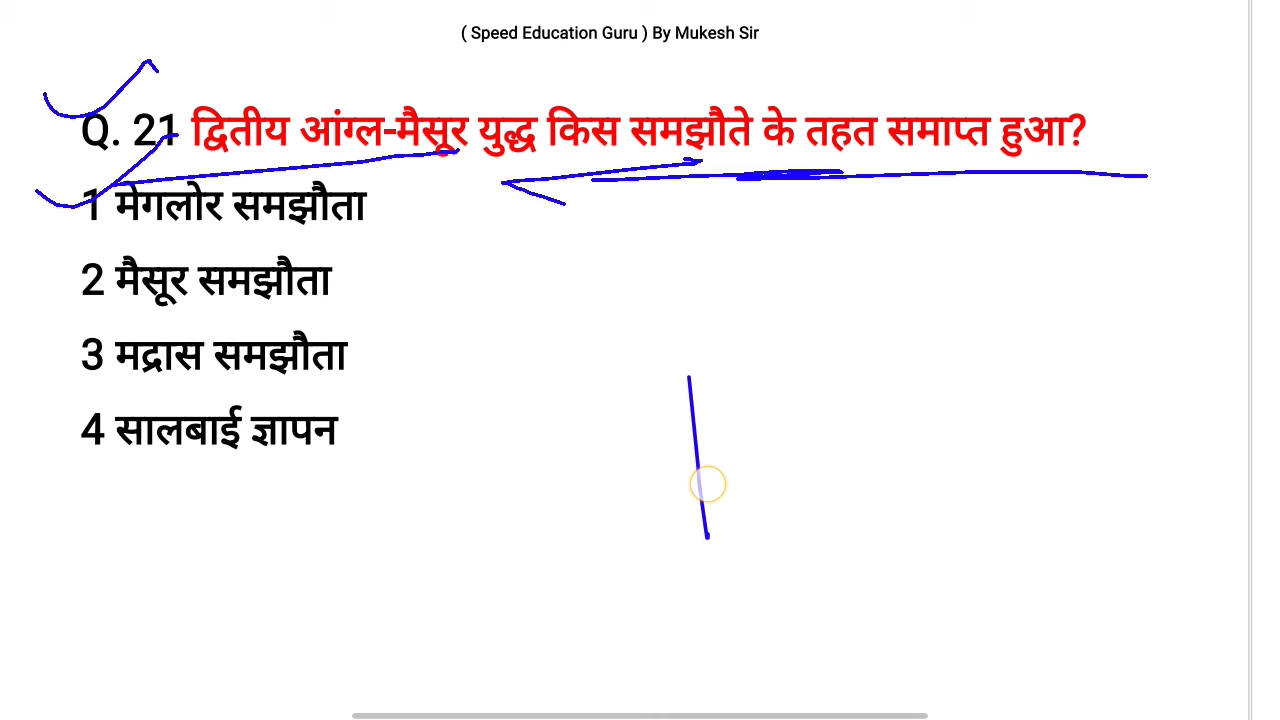 ( Speed Education Guru ) By Mukesh Sir
Q. 21 द्वितीय आंग्ल-मैसूर युद्ध किस समझौते के तहत समाप्त हुआ?
1 मेगलोर समझौता
2 मैसूर समझौता
3 मद्रास समझौता
4 सालबाई ज्ञापन